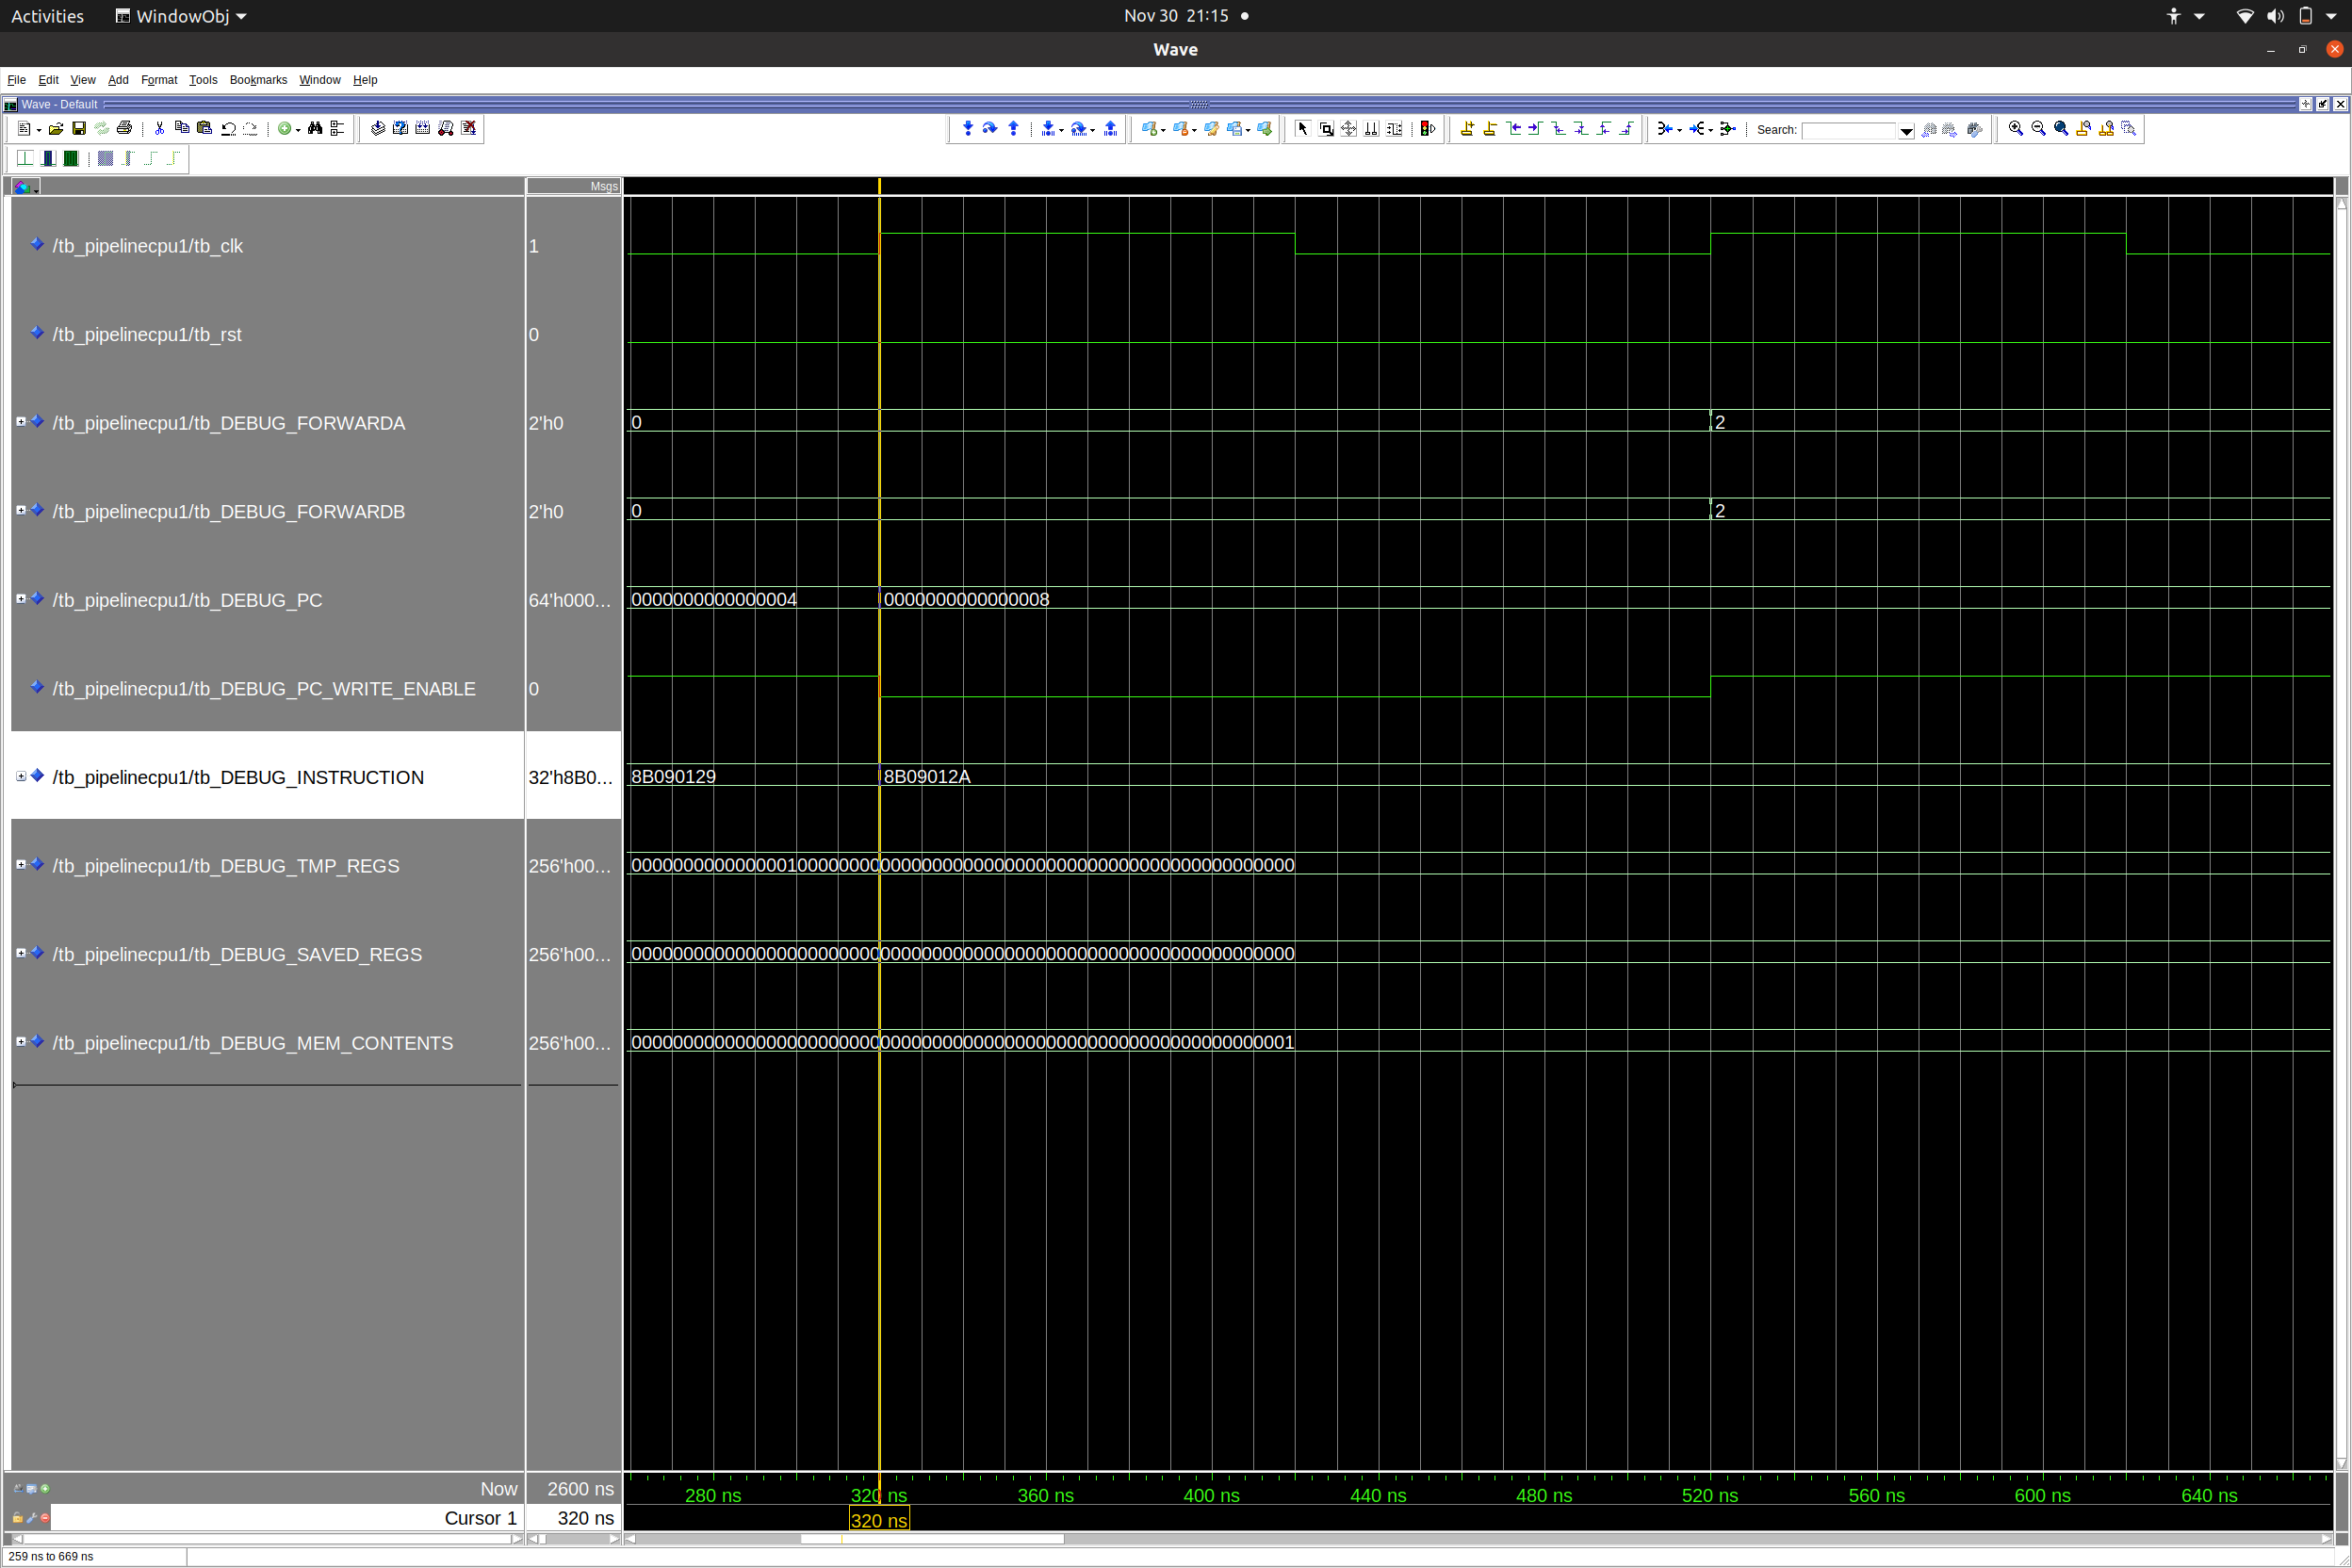 Activities WindowObj Nov 30 21:15
Wave
File Edit View Add Format Tools Bookmarks Window Help
Wave - Default
Search:
Msgs
/tb_pipelinecpu1/tb_clk 1
/tb_pipelinecpu1/tb_rst 0
/tb_pipelinecpu1/tb_DEBUG_FORWARDA 2'h0 0 2
/tb_pipelinecpu1/tb_DEBUG_FORWARDB 2'h0 0 2
/tb_pipelinecpu1/tb_DEBUG_PC 64'h000... 0000000000000004 0000000000000008
/tb_pipelinecpu1/tb_DEBUG_PC_WRITE_ENABLE 0
/tb_pipelinecpu1/tb_DEBUG_INSTRUCTION 32'h8B0... 8B090129 8B09012A
/tb_pipelinecpu1/tb_DEBUG_TMP_REGS 256'h00... 0000000000000001000000000000000000000000000000000000000000000000
/tb_pipelinecpu1/tb_DEBUG_SAVED_REGS 256'h00... 0000000000000000000000000000000000000000000000000000000000000000
/tb_pipelinecpu1/tb_DEBUG_MEM_CONTENTS 256'h00... 0000000000000000000000000000000000000000000000000000000000000001
Now 2600 ns 280 ns 320 ns 360 ns 400 ns 440 ns 480 ns 520 ns 560 ns 600 ns 640 ns
Cursor 1 320 ns 320 ns
259 ns to 669 ns